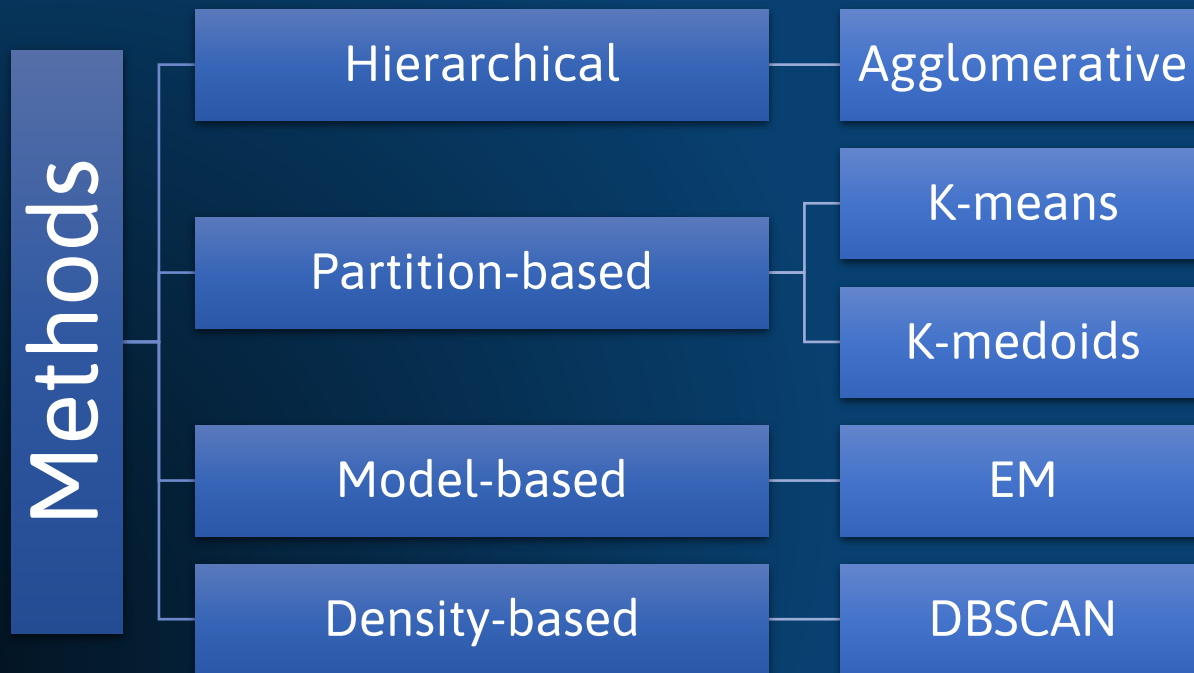 Methods
Hierarchical
Agglomerative
Partition-based
K-means
K-medoids
Model-based
EM
Density-based
DBSCAN